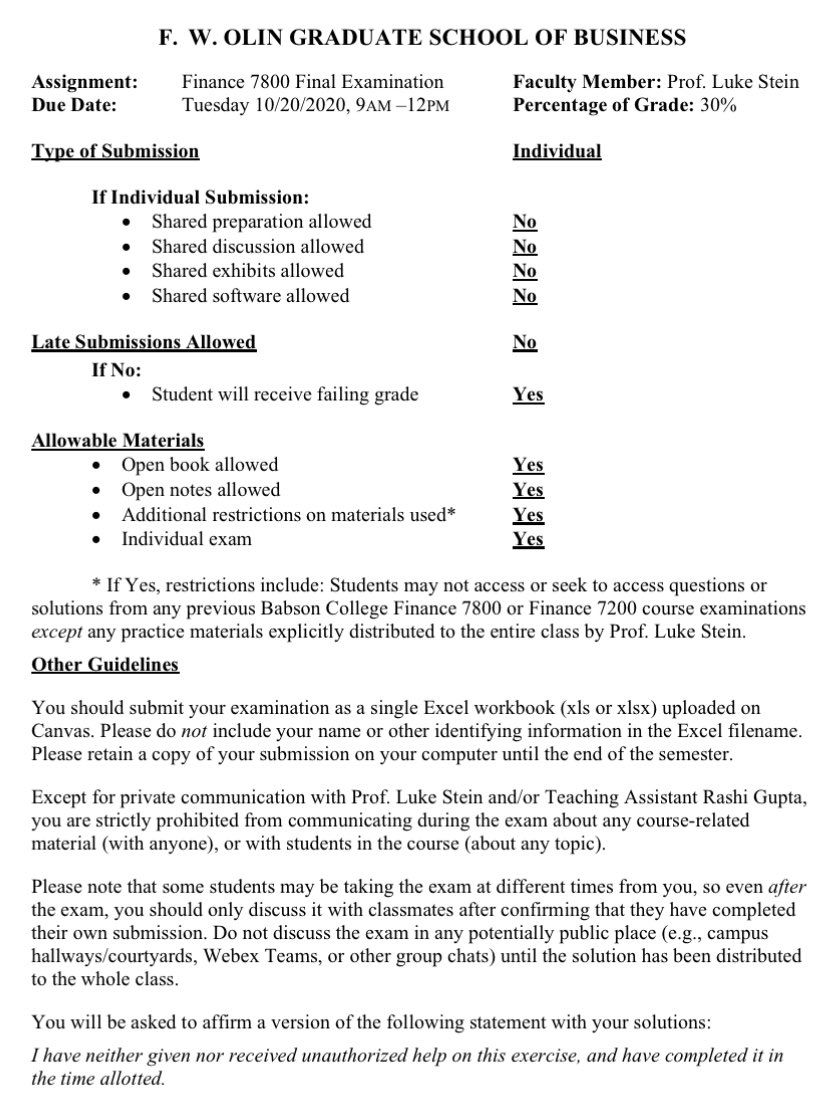 F. W. OLIN GRADUATE SCHOOL OF BUSINESS
Assignment: Finance 7800 Final Examination Faculty Member: Prof. Luke Stein
Due Date: Tuesday 10/20/2020, 9AM –12PM Percentage of Grade: 30%
Type of Submission Individual
If Individual Submission:
• Shared preparation allowed No
• Shared discussion allowed No
• Shared exhibits allowed No
• Shared software allowed No
Late Submissions Allowed No
If No:
• Student will receive failing grade Yes
Allowable Materials
• Open book allowed Yes
• Open notes allowed Yes
• Additional restrictions on materials used* Yes
• Individual exam Yes
* If Yes, restrictions include: Students may not access or seek to access questions or
solutions from any previous Babson College Finance 7800 or Finance 7200 course examinations
except any practice materials explicitly distributed to the entire class by Prof. Luke Stein.
Other Guidelines
You should submit your examination as a single Excel workbook (xls or xlsx) uploaded on
Canvas. Please do not include your name or other identifying information in the Excel filename.
Please retain a copy of your submission on your computer until the end of the semester.
Except for private communication with Prof. Luke Stein and/or Teaching Assistant Rashi Gupta,
you are strictly prohibited from communicating during the exam about any course-related
material (with anyone), or with students in the course (about any topic).
Please note that some students may be taking the exam at different times from you, so even after
the exam, you should only discuss it with classmates after confirming that they have completed
their own submission. Do not discuss the exam in any potentially public place (e.g., campus
hallways/courtyards, Webex Teams, or other group chats) until the solution has been distributed
to the whole class.
You will be asked to affirm a version of the following statement with your solutions:
I have neither given nor received unauthorized help on this exercise, and have completed it in
the time allotted.